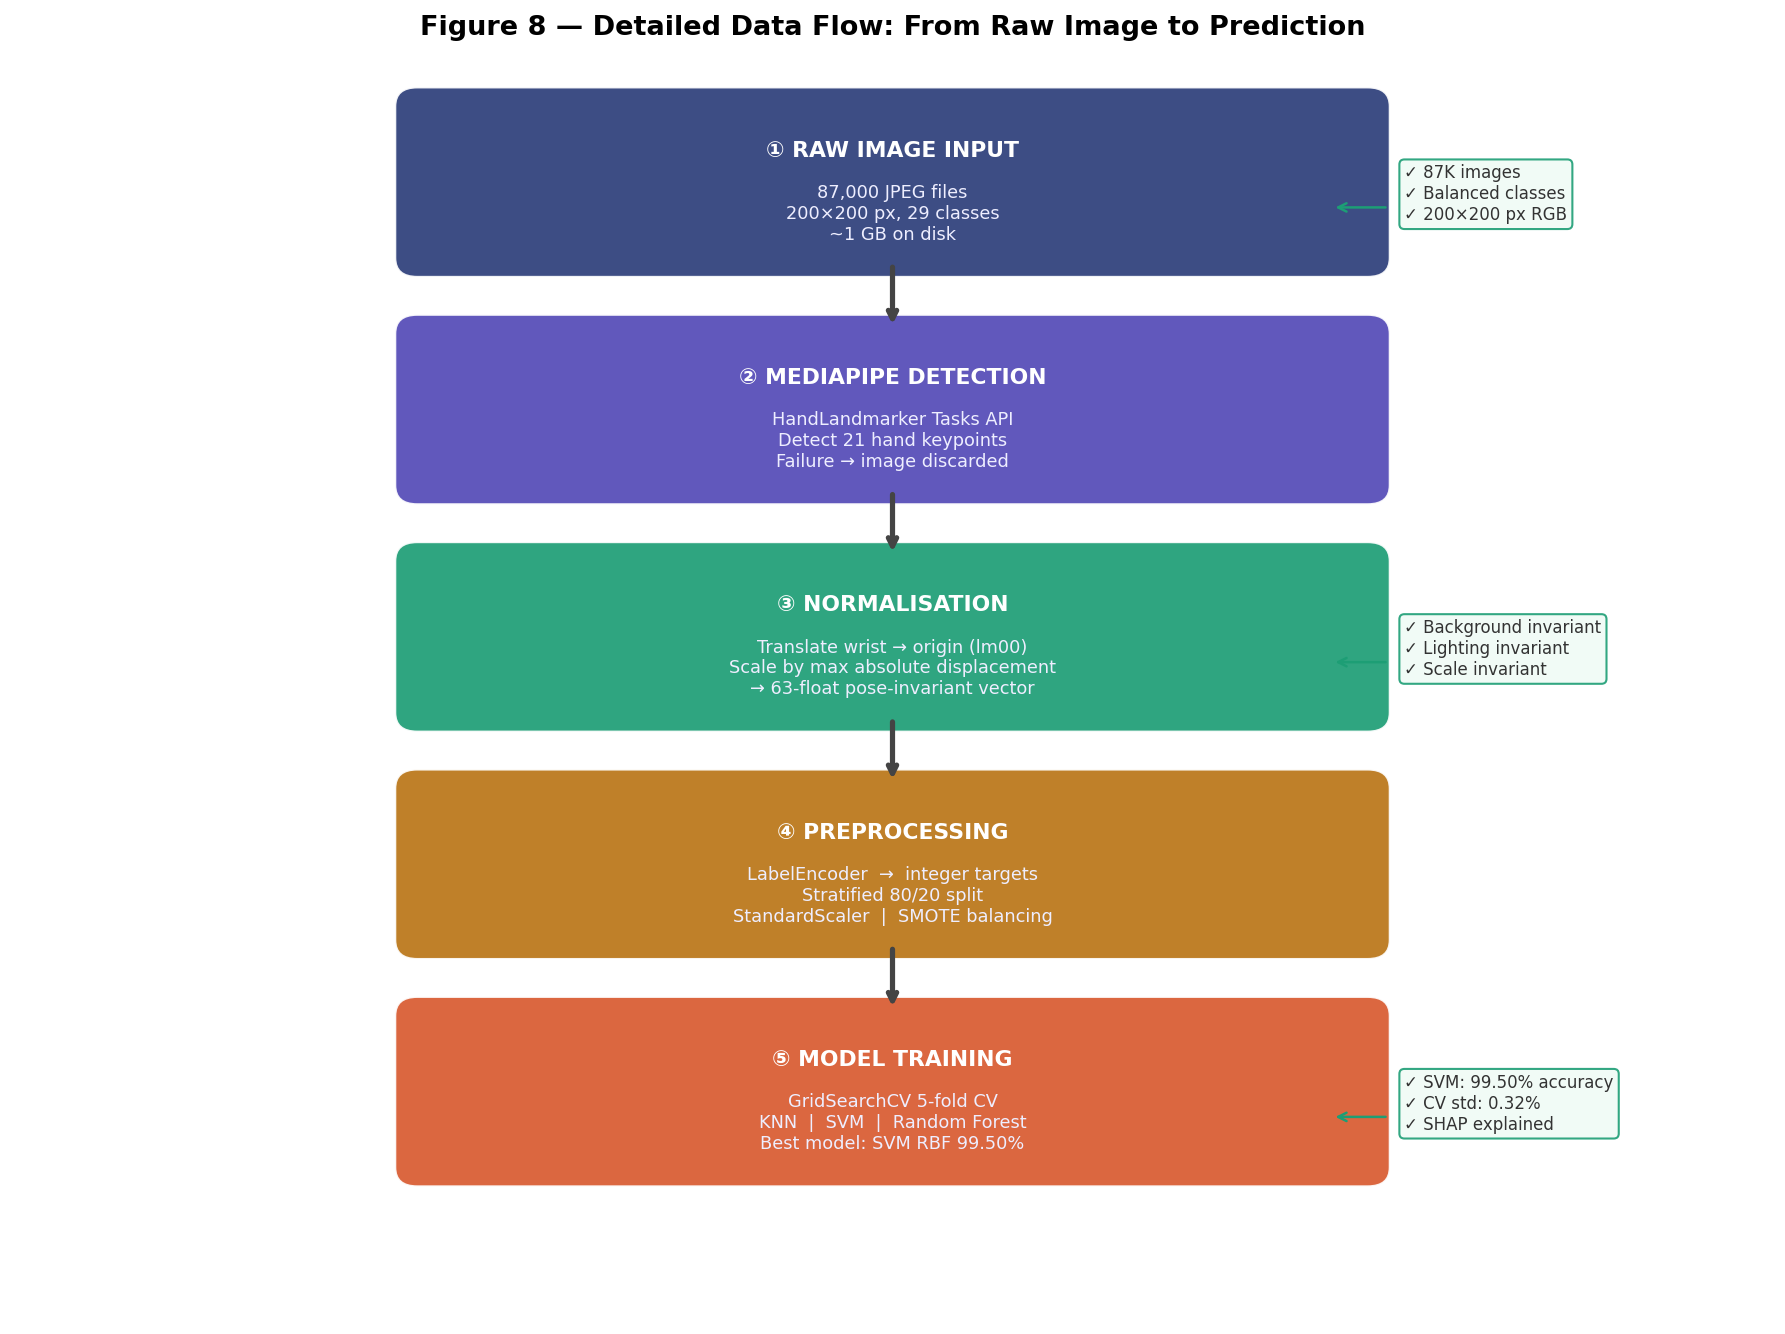 Figure 8 — Detailed Data Flow: From Raw Image to Prediction
① RAW IMAGE INPUT
87,000 JPEG files
200×200 px, 29 classes
~1 GB on disk
✓ 87K images
✓ Balanced classes
✓ 200×200 px RGB
② MEDIAPIPE DETECTION
HandLandmarker Tasks API
Detect 21 hand keypoints
Failure → image discarded
③ NORMALISATION
Translate wrist → origin (lm00)
Scale by max absolute displacement
→ 63-float pose-invariant vector
✓ Background invariant
✓ Lighting invariant
✓ Scale invariant
④ PREPROCESSING
LabelEncoder → integer targets
Stratified 80/20 split
StandardScaler | SMOTE balancing
⑤ MODEL TRAINING
GridSearchCV 5-fold CV
KNN | SVM | Random Forest
Best model: SVM RBF 99.50%
✓ SVM: 99.50% accuracy
✓ CV std: 0.32%
✓ SHAP explained